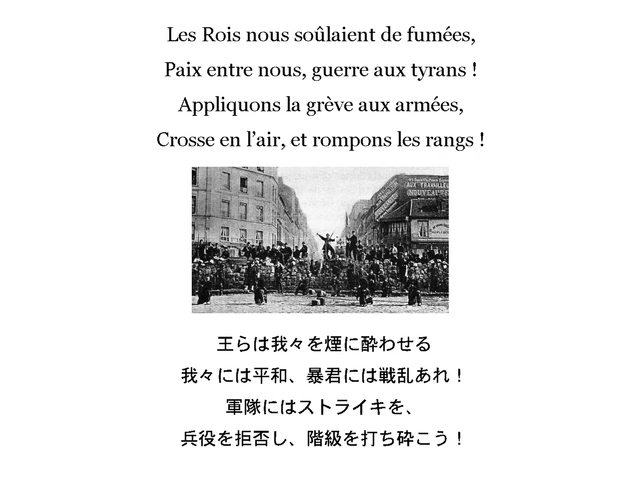 Les Rois nous soûlaient de fumées,
Paix entre nous, guerre aux tyrans !
Appliquons la grève aux armées,
Crosse en l’air, et rompons les rangs !
AUX TRAVAILLEURS
王らは我々を煙に酔わせる
我々には平和、暴君には戦乱あれ！
軍隊にはストライキを、
兵役を拒否し、階級を打ち砕こう！